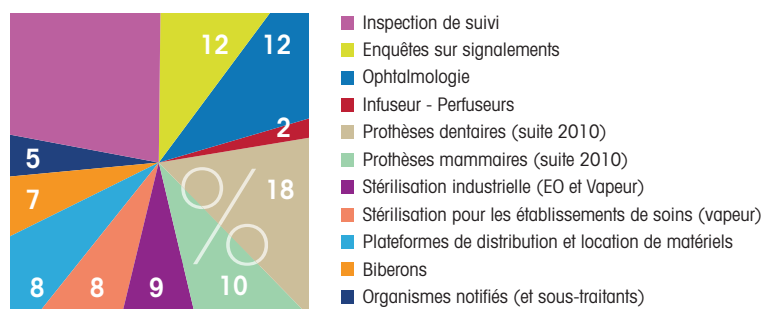 12
12
2
18
10
9
8
8
7
5
%
Inspection de suivi
Enquêtes sur signalements
Ophtalmologie
Infuseur - Perfuseurs
Prothèses dentaires (suite 2010)
Prothèses mammaires (suite 2010)
Stérilisation industrielle (EO et Vapeur)
Stérilisation pour les établissements de soins (vapeur)
Plateformes de distribution et location de matériels
Biberons
Organismes notifiés (et sous-traitants)